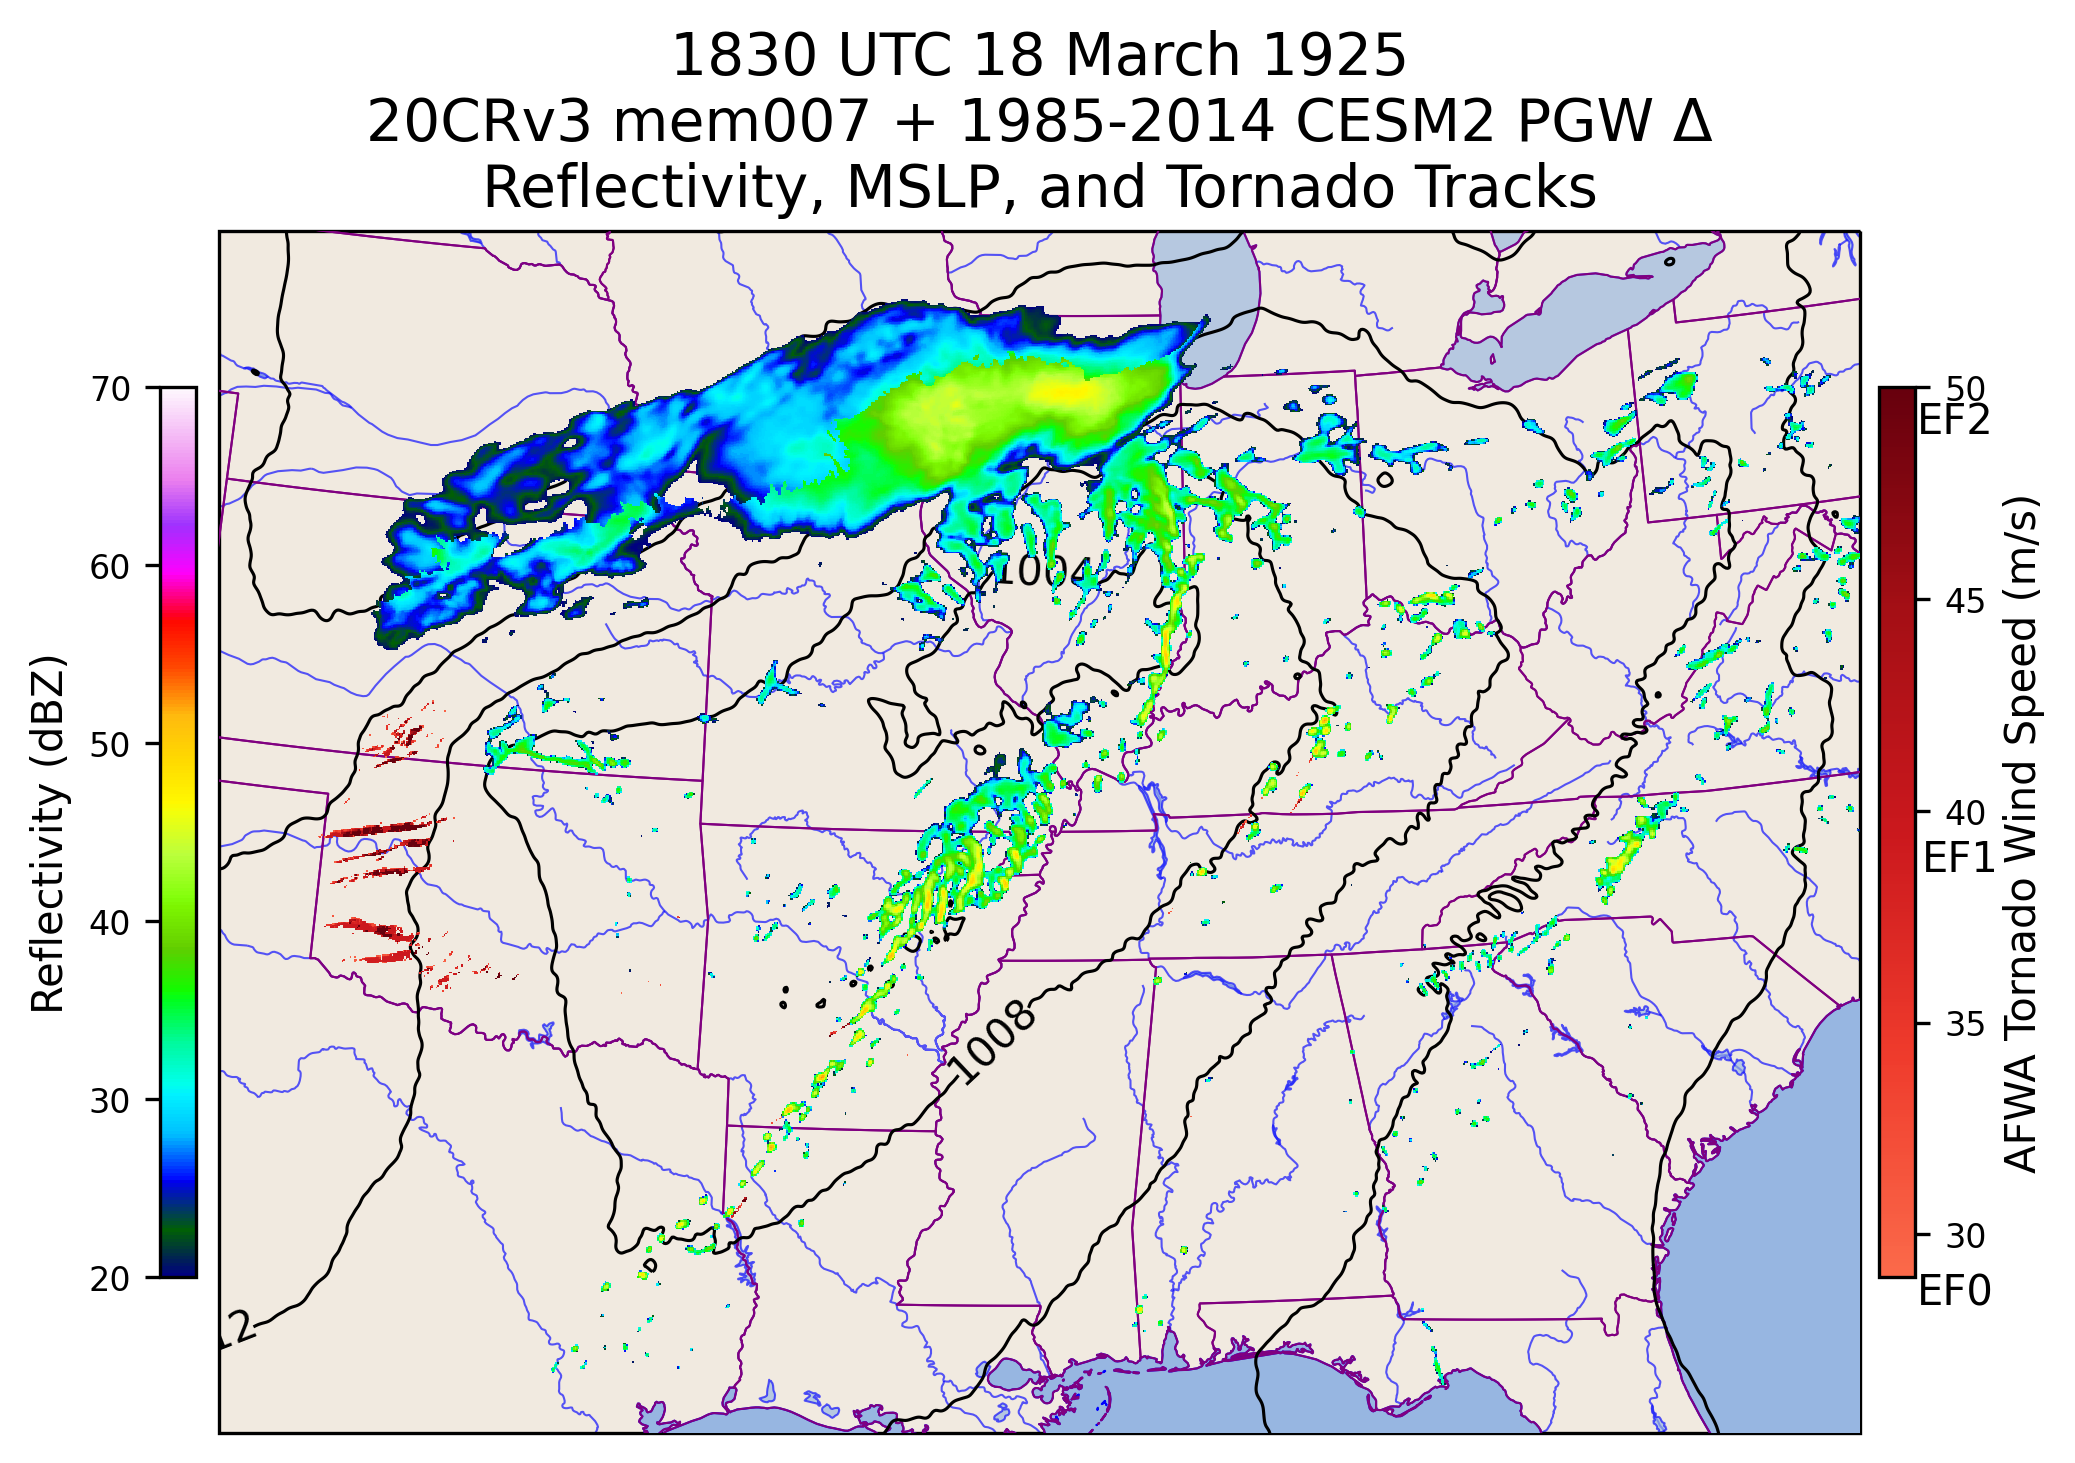 1830 UTC 18 March 1925
20CRv3 mem007 + 1985-2014 CESM2 PGW Δ
Reflectivity, MSLP, and Tornado Tracks
70
60
50
40
30
20
Reflectivity (dBZ)
1004
1008
12
50
EF2
45
40
EF1
35
30
EF0
AFWA Tornado Wind Speed (m/s)